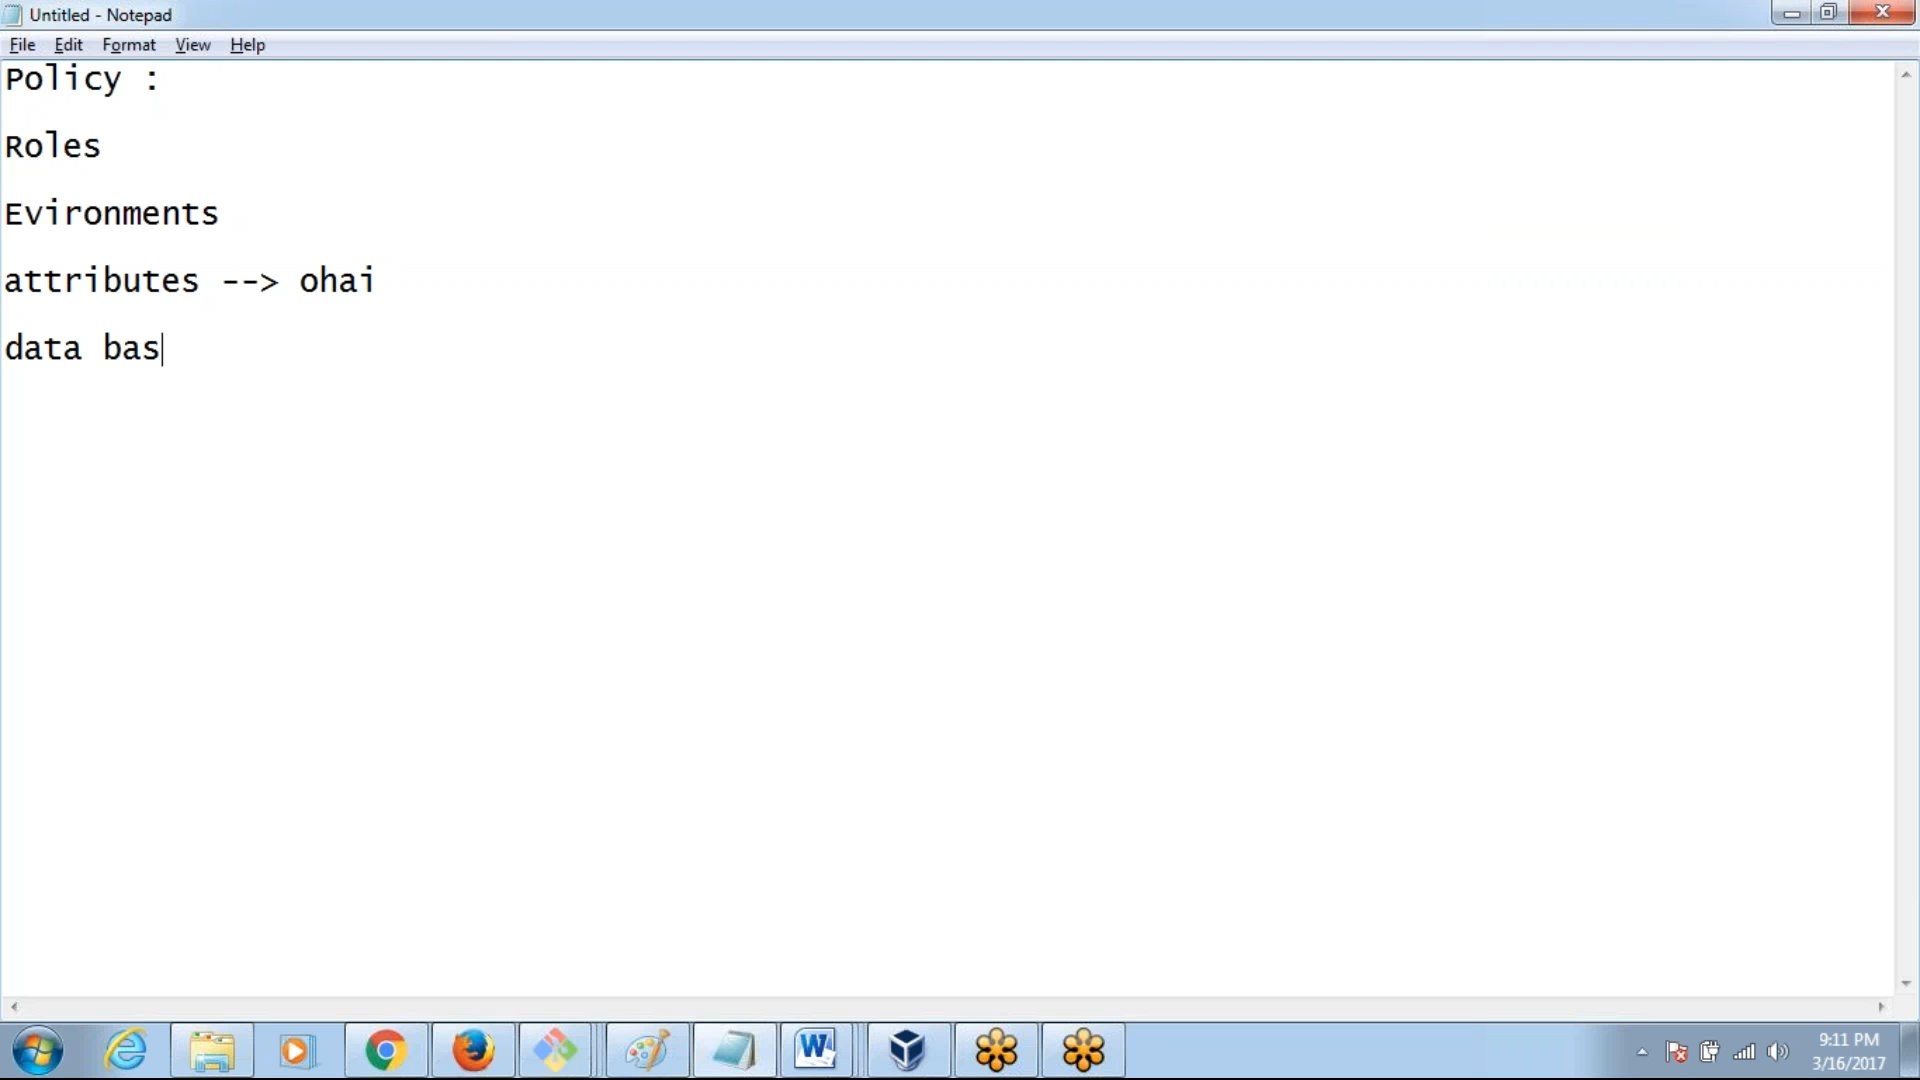 Untitled - Notepad
File Edit Format View Help
Policy :
Roles
Evironments
attributes --> ohai
data bas
9:11 PM
3/16/2017